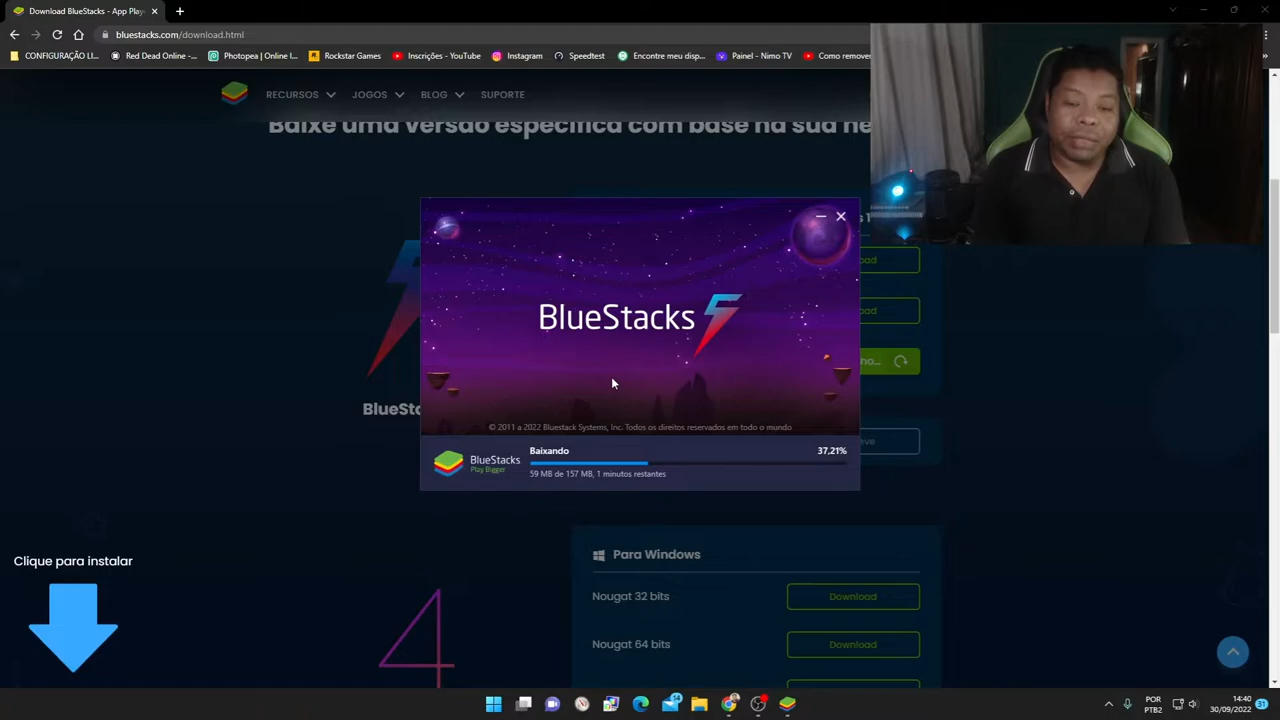 Download BlueStacks - App Play
bluestacks.com/download.html
CONFIGURAÇÃO LI...
Red Dead Online -...
Photopea | Online P...
Rockstar Games
Inscrições - YouTube
Instagram
Speedtest
Encontre meu disp...
Painel - Nimo TV
Como remover
RECURSOS
JOGOS
BLOG
SUPORTE
Baixe uma versão específica com base na sua
BlueStacks
© 2011 a 2022 Bluestack Systems, Inc. Todos os direitos reservados em todo o mundo
BlueStacks
Play Bigger
Baixando
37,21%
59 MB de 157 MB, 1 minutos restantes
Clique para instalar
4
Para Windows
Nougat 32 bits
Download
Nougat 64 bits
Download
14
POR
PTB2
14:40
30/09/2022
31